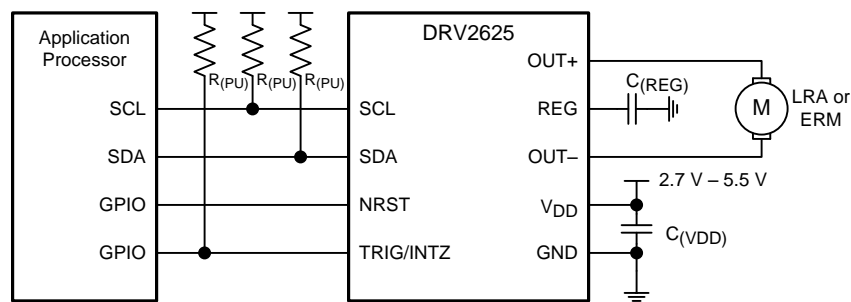 Application
Processor
SCL
SDA
GPIO
GPIO
R(PU)
R(PU)
R(PU)
DRV2625
SCL
SDA
NRST
TRIG/INTZ
OUT+
REG
OUT–
VDD
GND
C(REG)
M
LRA or
ERM
2.7 V – 5.5 V
C(VDD)